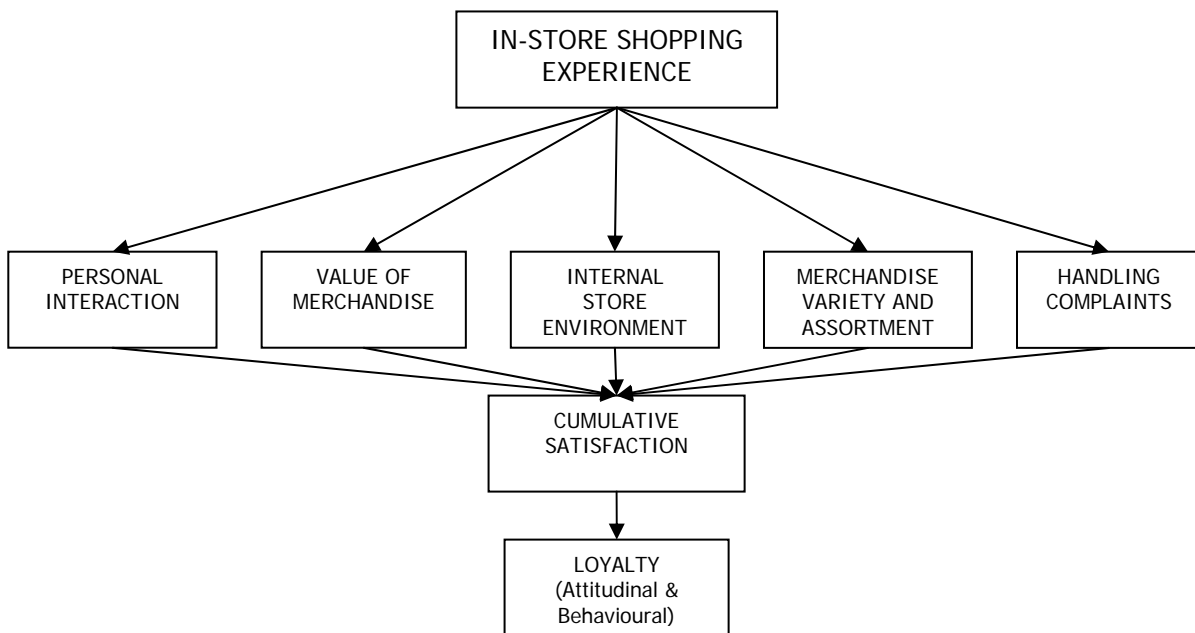 IN-STORE SHOPPING
EXPERIENCE
PERSONAL
INTERACTION
VALUE OF
MERCHANDISE
INTERNAL
STORE
ENVIRONMENT
MERCHANDISE
VARIETY AND
ASSORTMENT
HANDLING
COMPLAINTS
CUMULATIVE
SATISFACTION
LOYALTY
(Attitudinal &
Behavioural)